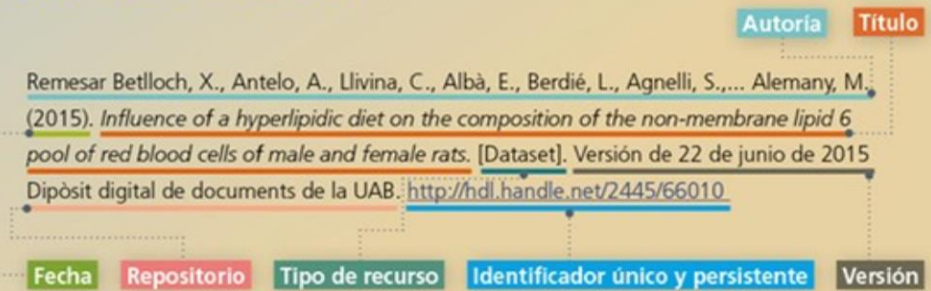 Autoría Título
Remesar Betlloch, X., Antelo, A., Llivina, C., Albà, E., Berdié, L., Agnelli, S.,... Alemany, M.
(2015). Influence of a hyperlipidic diet on the composition of the non-membrane lipid 6
pool of red blood cells of male and female rats. [Dataset]. Versión de 22 de junio de 2015
Dipòsit digital de documents de la UAB. http://hdl.handle.net/2445/66010
Fecha Repositorio Tipo de recurso Identificador único y persistente Versión